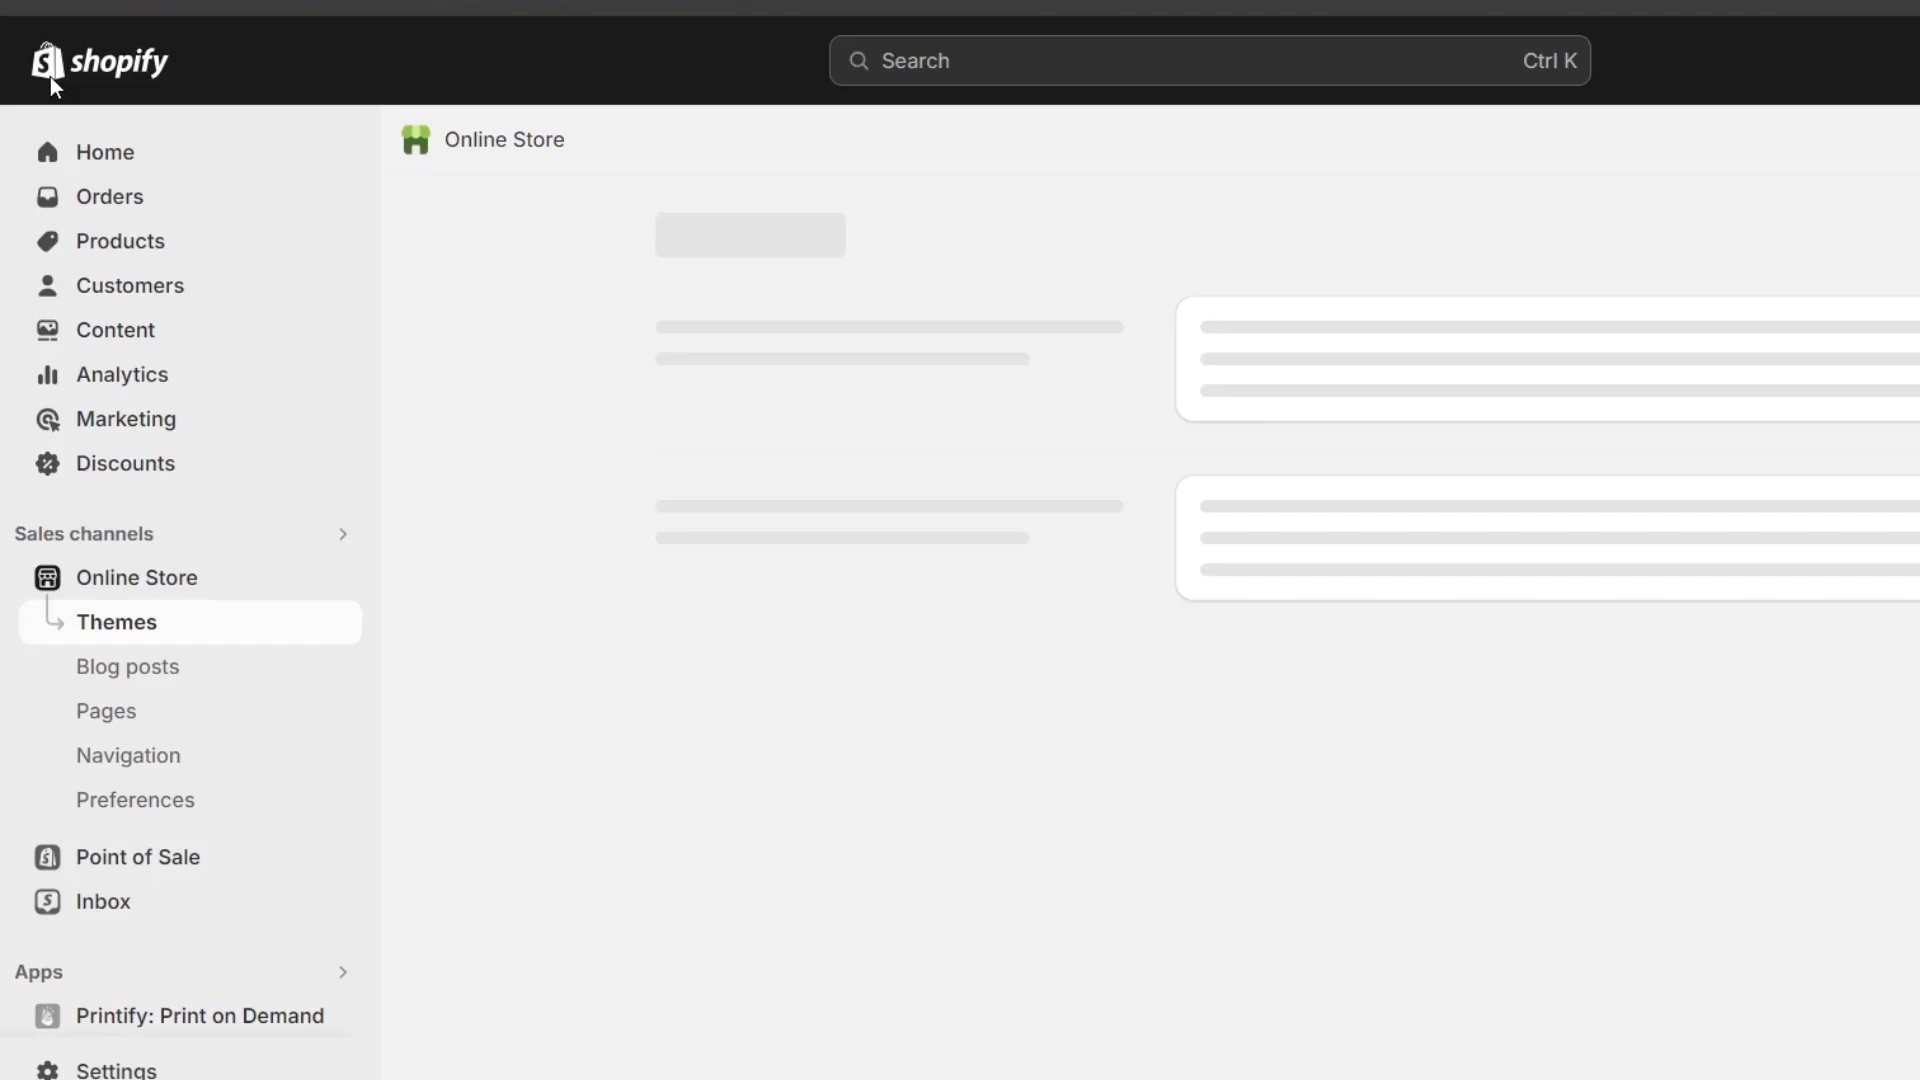 shopify
Search
Ctrl K
Home
Orders
Products
Customers
Content
Analytics
Marketing
Discounts
Sales channels
Online Store
Themes
Blog posts
Pages
Navigation
Preferences
Point of Sale
Inbox
Apps
Printify: Print on Demand
Settings
Online Store